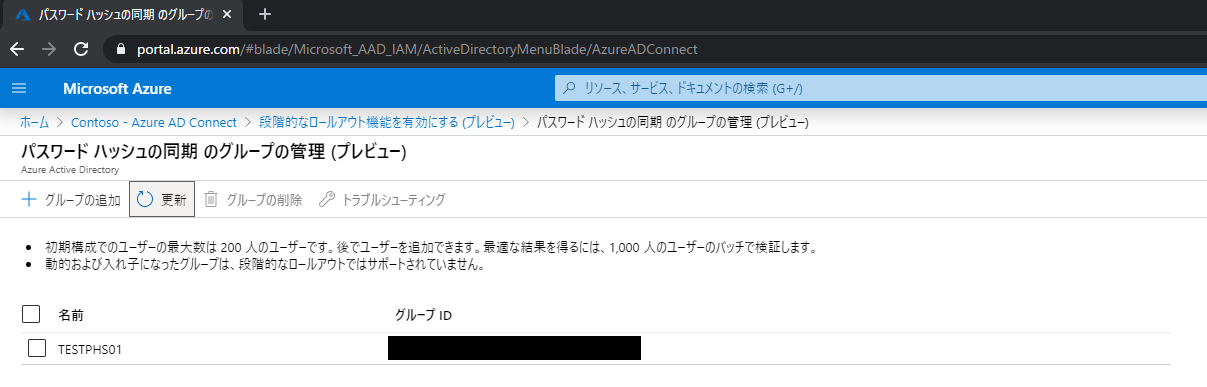 パスワード ハッシュの同期 のグループの
portal.azure.com/#blade/Microsoft_AAD_IAM/ActiveDirectoryMenuBlade/AzureADConnect
Microsoft Azure
リソース、サービス、ドキュメントの検索 (G+/)
ホーム > Contoso - Azure AD Connect > 段階的なロールアウト機能を有効にする (プレビュー) > パスワード ハッシュの同期 のグループの管理 (プレビュー)
パスワード ハッシュの同期 のグループの管理 (プレビュー)
Azure Active Directory
グループの追加 更新 グループの削除 トラブルシューティング
• 初期構成でのユーザーの最大数は 200 人のユーザーです。後でユーザーを追加できます。最適な結果を得るには、1,000 人のユーザーのバッチで検証します。
• 動的および入れ子になったグループは、段階的なロールアウトではサポートされていません。
名前 グループ ID
TESTPHS01